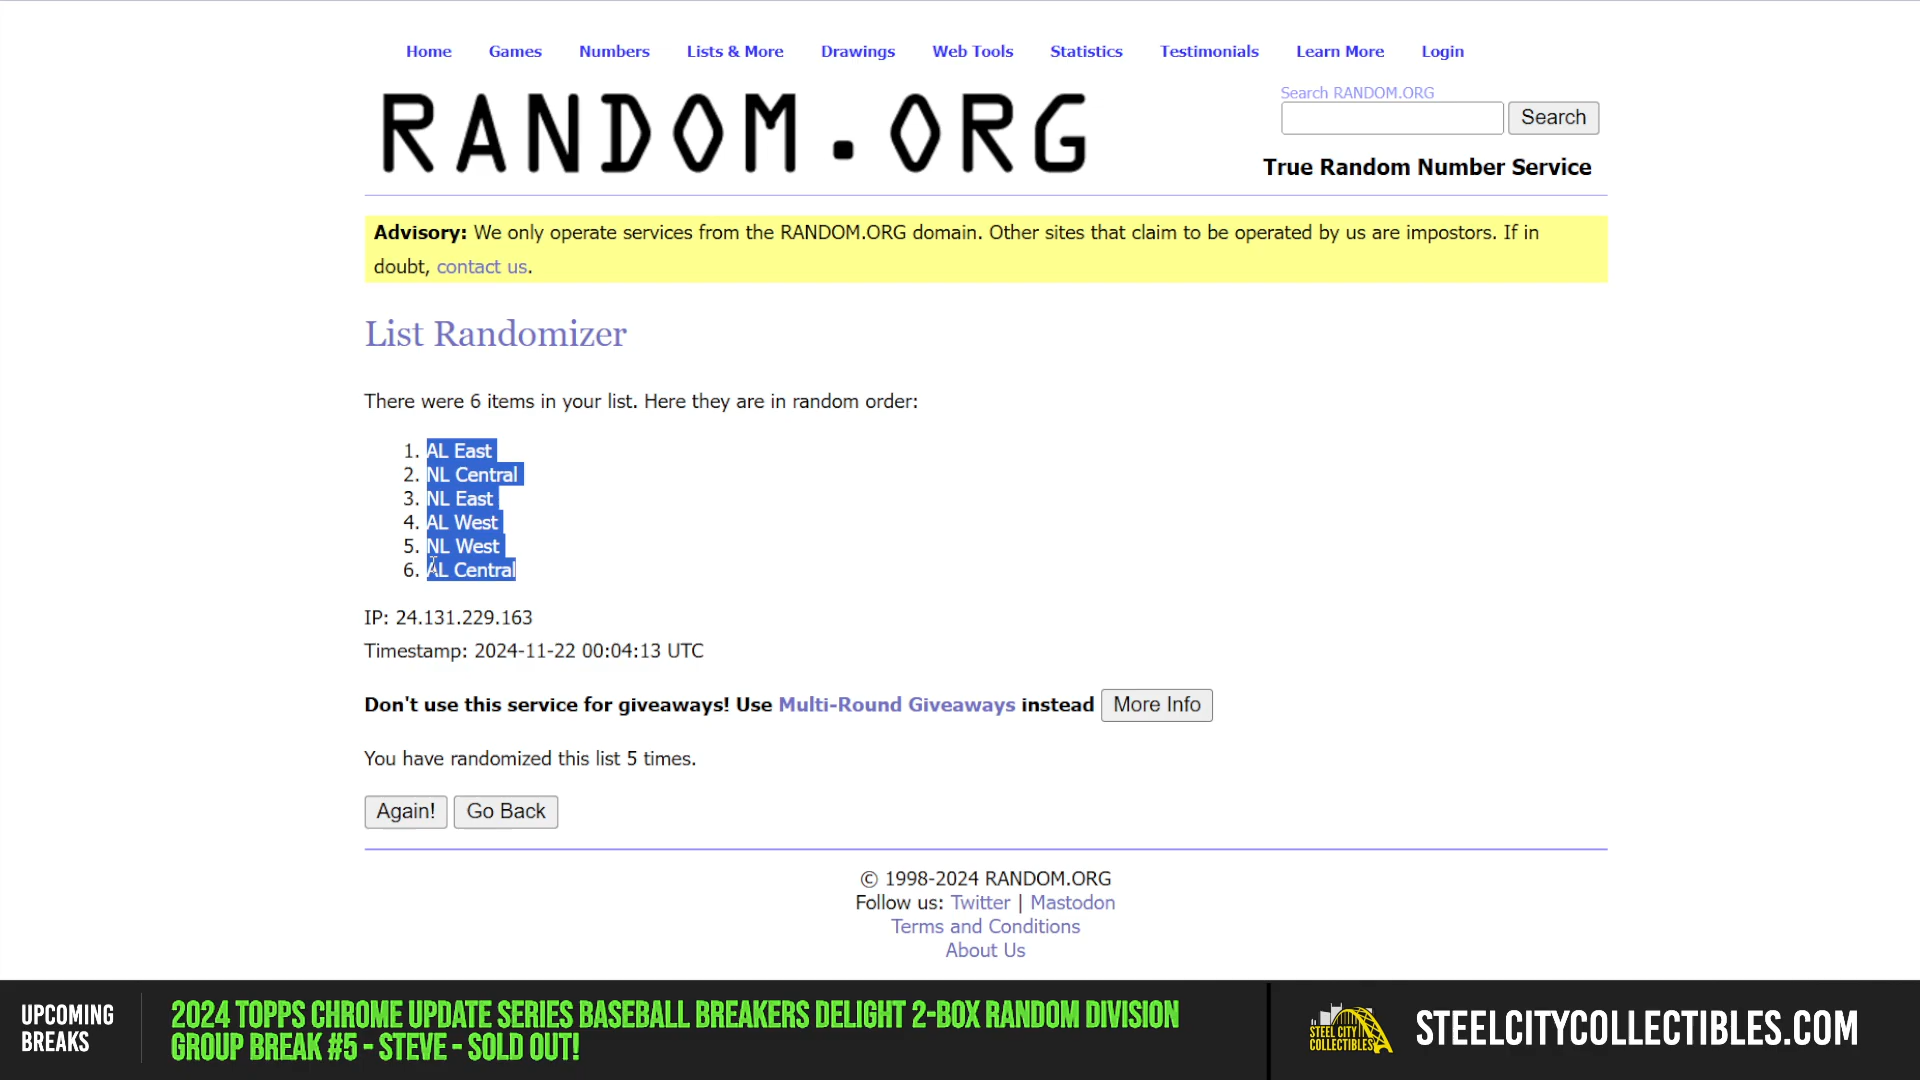 Home Games Numbers Lists & More Drawings Web Tools Statistics Testimonials Learn More Login
RANDOM.ORG
Search RANDOM.ORG
Search
True Random Number Service
Advisory: We only operate services from the RANDOM.ORG domain. Other sites that claim to be operated by us are impostors. If in
doubt, contact us.
List Randomizer
There were 6 items in your list. Here they are in random order:
1. AL East
2. NL Central
3. NL East
4. AL West
5. NL West
6. AL Central
IP: 24.131.229.163
Timestamp: 2024-11-22 00:04:13 UTC
Don't use this service for giveaways! Use Multi-Round Giveaways instead More Info
You have randomized this list 5 times.
Again! Go Back
© 1998-2024 RANDOM.ORG
Follow us: Twitter | Mastodon
Terms and Conditions
About Us
UPCOMING
BREAKS
2024 TOPPS CHROME UPDATE SERIES BASEBALL BREAKERS DELIGHT 2-BOX RANDOM DIVISION
GROUP BREAK #5 - STEVE - SOLD OUT!
STEEL CITY
COLLECTIBLES
STEELCITYCOLLECTIBLES.COM